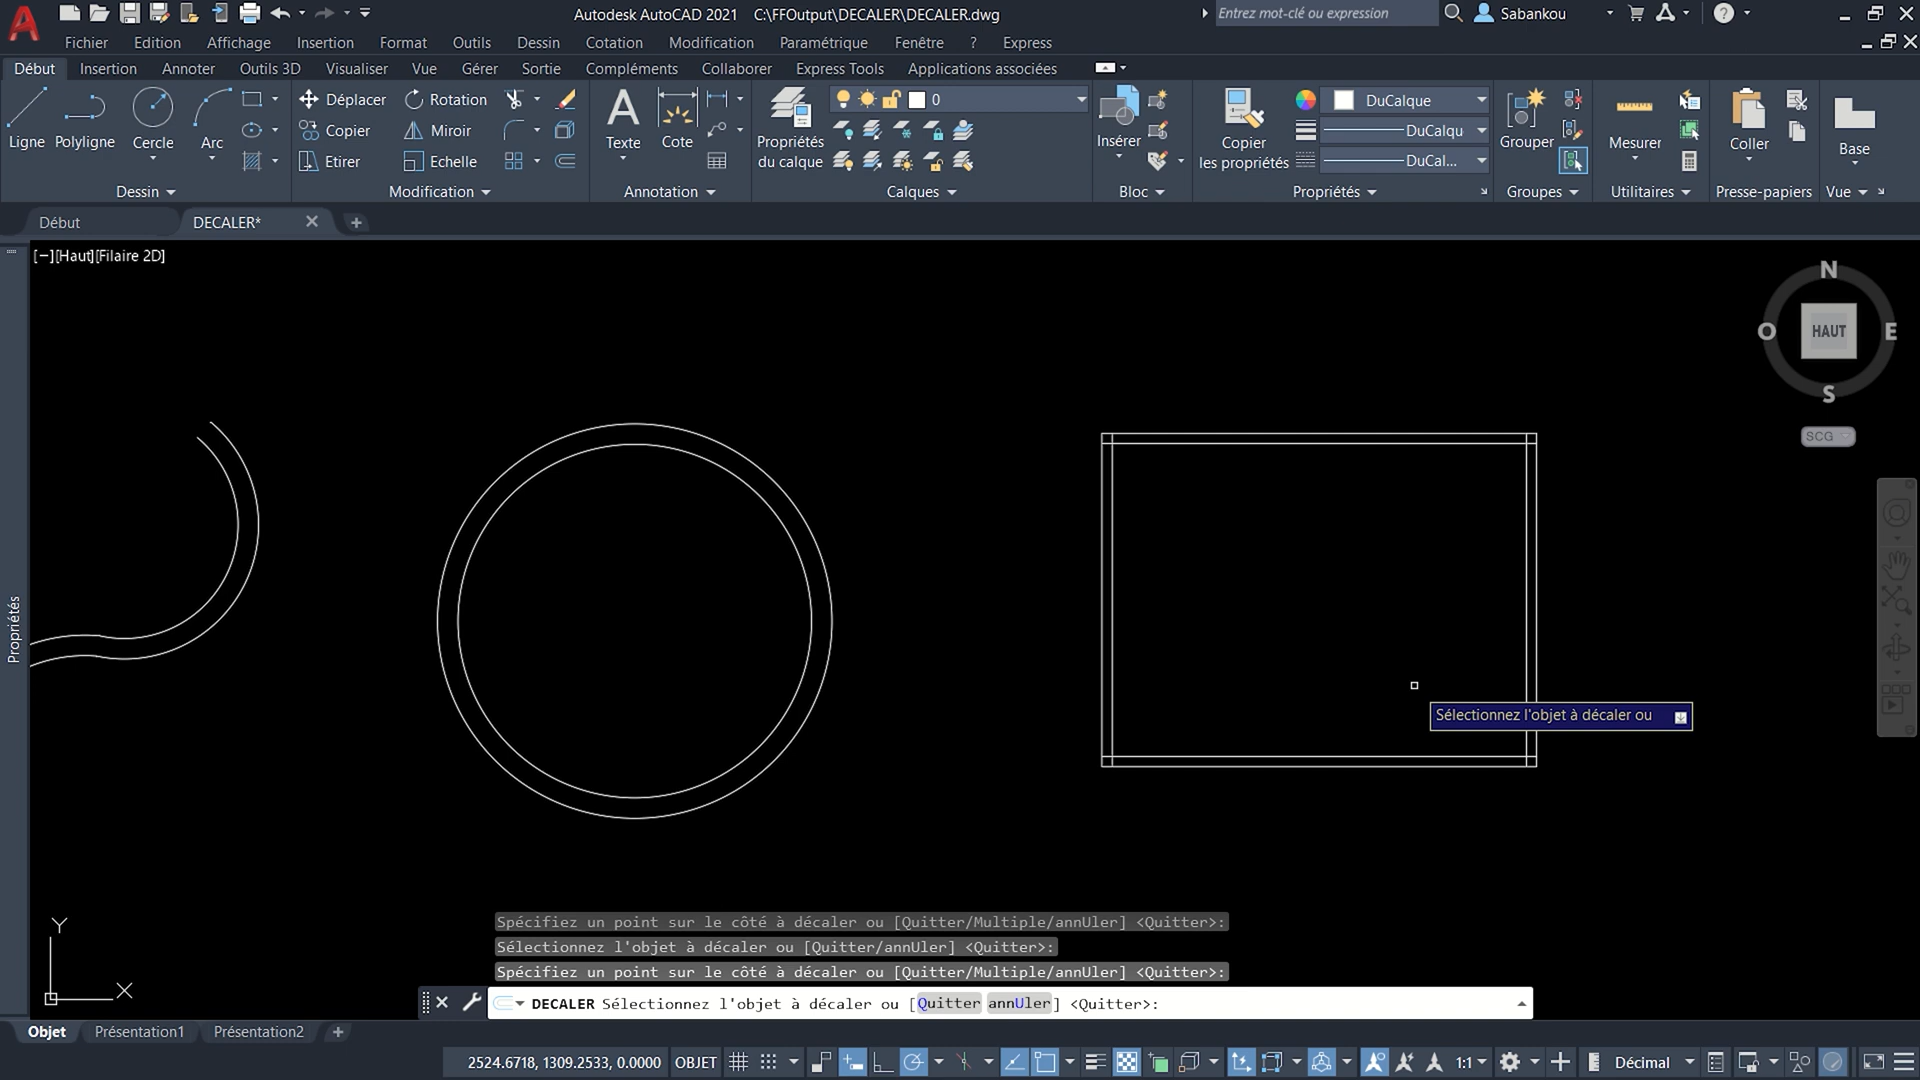 Autodesk AutoCAD 2021 C:\FFOutput\DECALER\DECALER.dwg
Entrez mot-clé ou expression
Sabankou
Fichier Edition Affichage Insertion Format Outils Dessin Cotation Modification Paramétrique Fenêtre ? Express
Début Insertion Annoter Outils 3D Visualiser Vue Gérer Sortie Compléments Collaborer Express Tools Applications associées
Ligne Polyligne Cercle Arc
Déplacer Rotation
Copier Miroir
Etirer Echelle
Texte Cote
Propriétés
du calque
0
Insérer
Copier
les propriétés
DuCalque
DuCalqu
DuCal...
Grouper
Mesurer
Coller
Base
Dessin Modification Annotation Calques Bloc Propriétés Groupes Utilitaires Presse-papiers Vue
Début DECALER*
[−][Haut][Filaire 2D]
N
O HAUT E
S
SCG
Propriétés
Sélectionnez l'objet à décaler ou
Y
X
Spécifiez un point sur le côté à décaler ou [Quitter/Multiple/annUler] <Quitter>:
Sélectionnez l'objet à décaler ou [Quitter/annUler] <Quitter>:
Spécifiez un point sur le côté à décaler ou [Quitter/Multiple/annUler] <Quitter>:
DECALER Sélectionnez l'objet à décaler ou [Quitter annUler] <Quitter>:
Objet Présentation1 Présentation2
2524.6718, 1309.2533, 0.0000 OBJET 1:1 Décimal